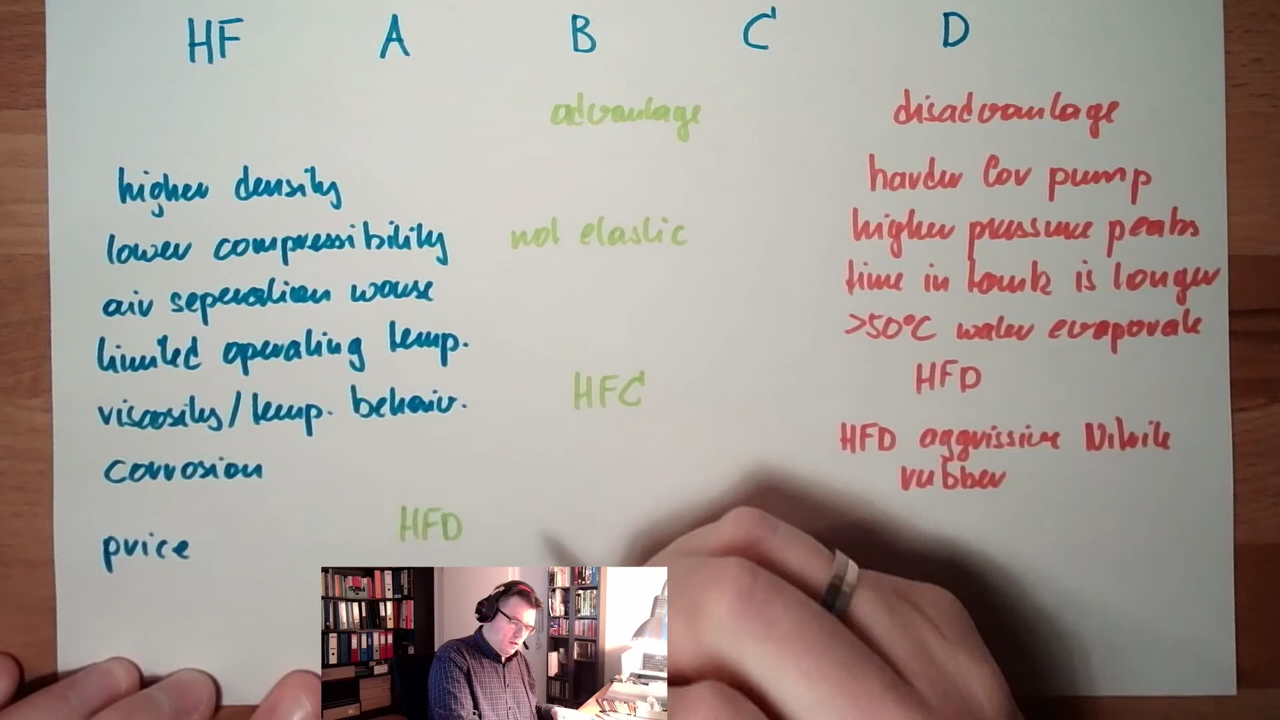 HF A B C D
advantage disadvantage
higher density harder for pump
lower compressibility not elastic higher pressure peaks
air seperation worse time in tank is longer
limited operating temp. >50°C water evaporate
viscosity/temp. behaiv. HFC HFD
corrosion HFD aggrissive Nitrile
rubber
price HFD